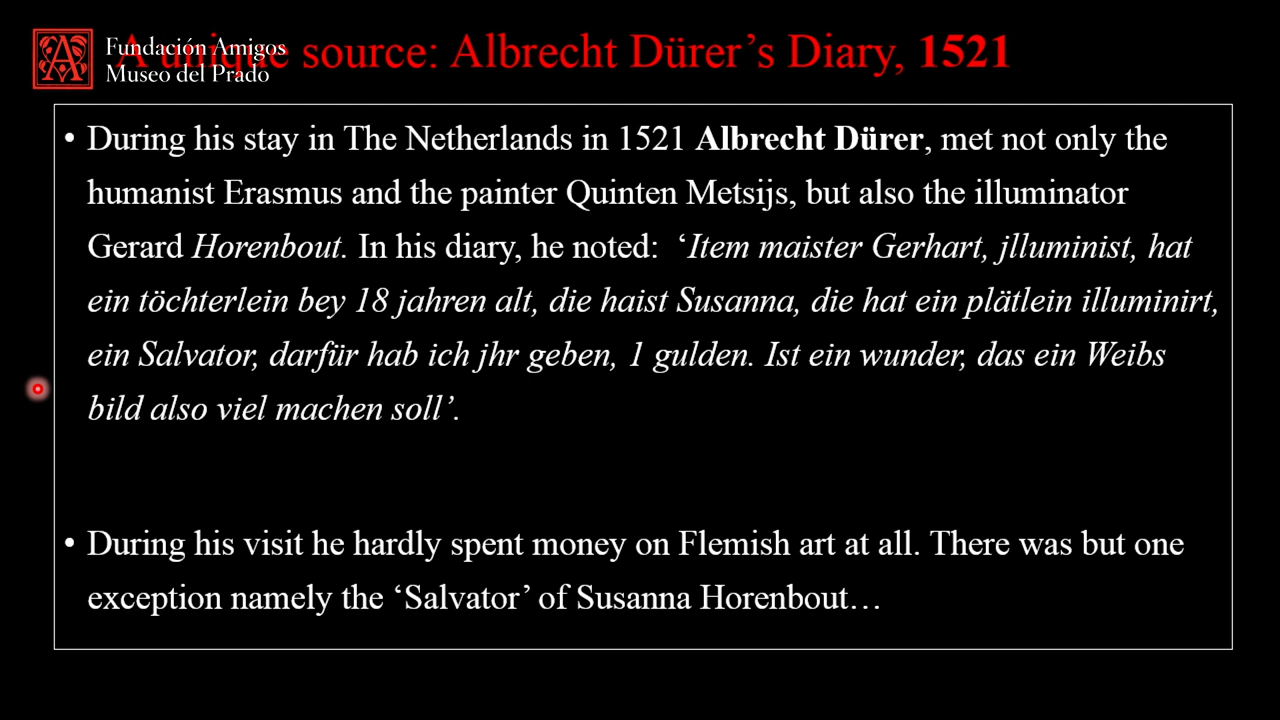 A unique source: Albrecht Dürer’s Diary, 1521
Fundación Amigos
Museo del Prado
• During his stay in The Netherlands in 1521 Albrecht Dürer, met not only the
humanist Erasmus and the painter Quinten Metsijs, but also the illuminator
Gerard Horenbout. In his diary, he noted: ‘Item maister Gerhart, jlluminist, hat
ein töchterlein bey 18 jahren alt, die haist Susanna, die hat ein plätlein illuminirt,
ein Salvator, darfür hab ich jhr geben, 1 gulden. Ist ein wunder, das ein Weibs
bild also viel machen soll’.
• During his visit he hardly spent money on Flemish art at all. There was but one
exception namely the ‘Salvator’ of Susanna Horenbout…